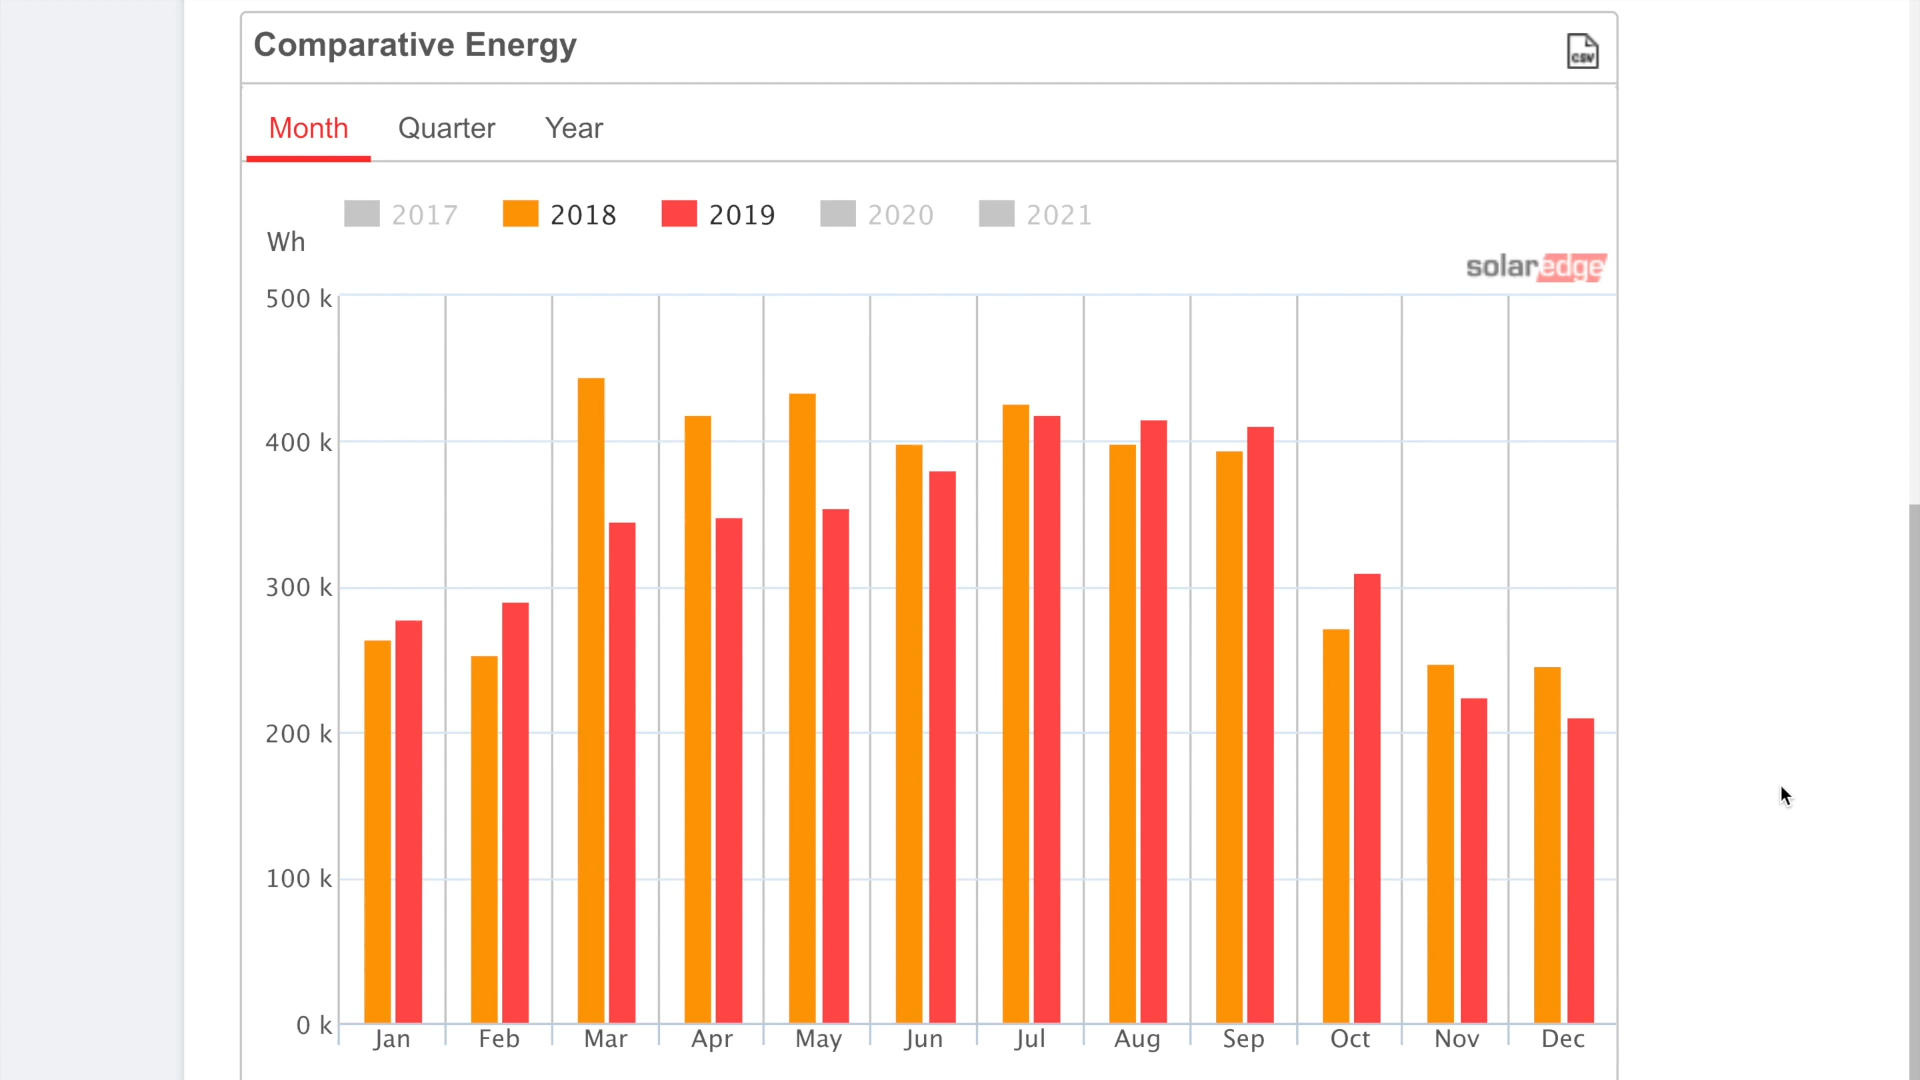 Comparative Energy
CSV
Month Quarter Year
2017 2018 2019 2020 2021
Wh
solaredge
500 k
400 k
300 k
200 k
100 k
0 k
Jan Feb Mar Apr May Jun Jul Aug Sep Oct Nov Dec